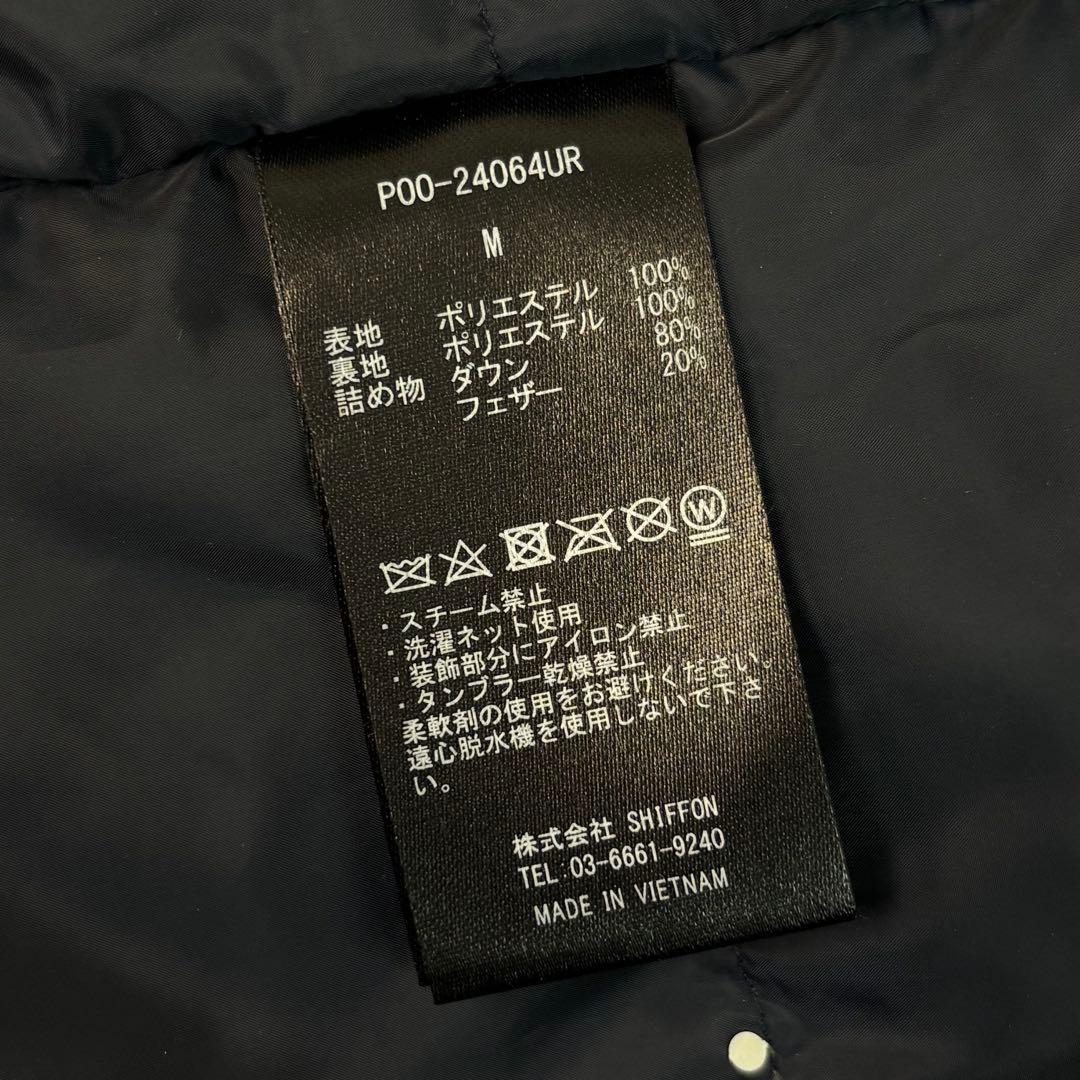 P00-24064UR
M
表地 ポリエステル 100%
裏地 ポリエステル 100%
詰め物 ダウン 80%
フェザー 20%
W
・スチーム禁止
・洗濯ネット使用
・装飾部分にアイロン禁止
・タンブラー乾燥禁止
柔軟剤の使用をお避けください。
遠心脱水機を使用しないで下さ
い。
株式会社 SHIFFON
TEL:03-6661-9240
MADE IN VIETNAM